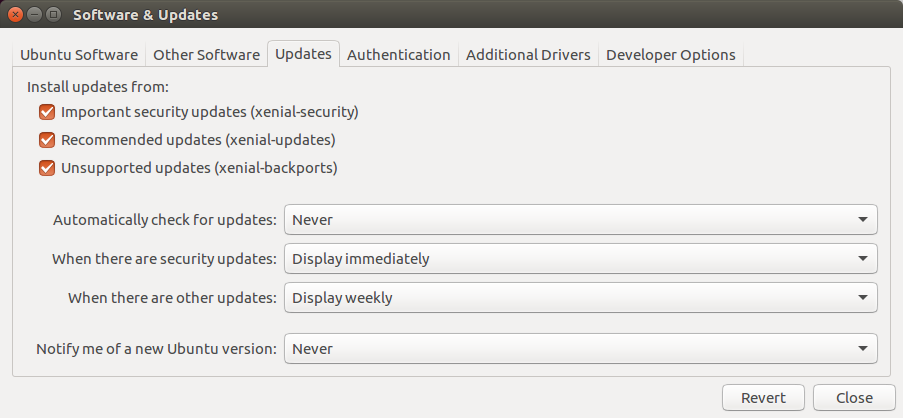 Software & Updates
Ubuntu Software Other Software Updates Authentication Additional Drivers Developer Options
Install updates from:
Important security updates (xenial-security)
Recommended updates (xenial-updates)
Unsupported updates (xenial-backports)
Automatically check for updates: Never
When there are security updates: Display immediately
When there are other updates: Display weekly
Notify me of a new Ubuntu version: Never
Revert Close